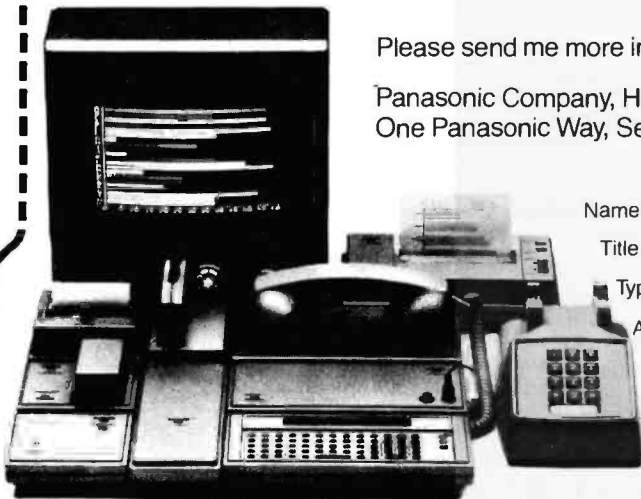 Please send me more in
Panasonic Company, H
One Panasonic Way, Se
Name
Title
Typ
A